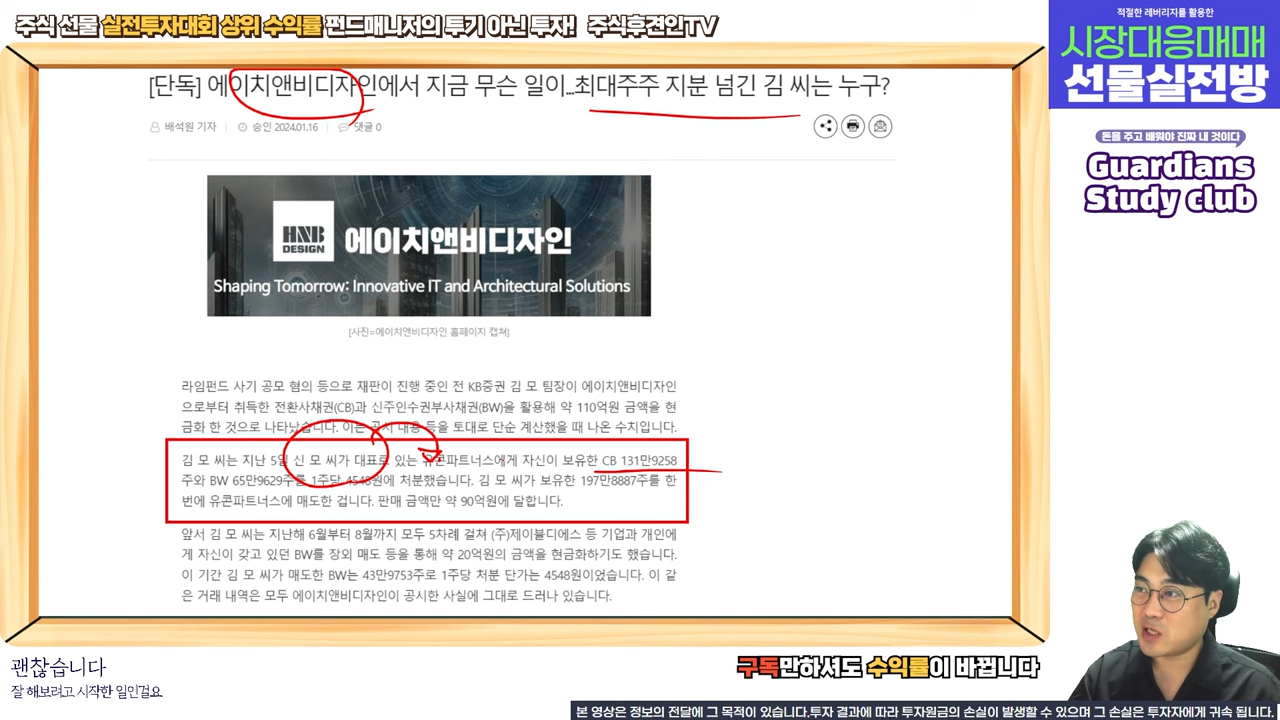 주식 선물 실전투자대회 상위 수익률 펀드매니저의 투기 아닌 투자! 주식후견인TV
적절한 레버리지를 활용한
시장대응매매
선물실전방
돈을 주고 배워야 진짜 내 것이다
Guardians
Study club
[단독] 에이치앤비디자인에서 지금 무슨 일이...최대주주 지분 넘긴 김 씨는 누구?
배석원 기자 | 승인 2024.01.16 | 댓글 0
HNB
DESIGN
에이치앤비디자인
Shaping Tomorrow: Innovative IT and Architectural Solutions
[사진=에이치앤비디자인 홈페이지 캡쳐]
라임펀드 사기 공모 혐의 등으로 재판이 진행 중인 전 KB증권 김 모 팀장이 에이치앤비디자인
으로부터 취득한 전환사채권(CB)과 신주인수권부사채권(BW)을 활용해 약 110억원 금액을 현
금화 한 것으로 나타났습니다. 이는 공시 내용 등을 토대로 단순 계산했을 때 나온 수치입니다.
김 모 씨는 지난 5일 신 모 씨가 대표로 있는 유콘파트너스에게 자신이 보유한 CB 131만9258
주와 BW 65만9629주를 1주당 4548원에 처분했습니다. 김 모 씨가 보유한 197만8887주를 한
번에 유콘파트너스에 매도한 겁니다. 판매 금액만 약 90억원에 달합니다.
앞서 김 모 씨는 지난해 6월부터 8월까지 모두 5차례 걸쳐 (주)제이블디에스 등 기업과 개인에
게 자신이 갖고 있던 BW를 장외 매도 등을 통해 약 20억원의 금액을 현금화하기도 했습니다.
이 기간 김 모 씨가 매도한 BW는 43만9753주로 1주당 처분 단가는 4548원이었습니다. 이 같
은 거래 내역은 모두 에이치앤비디자인이 공시한 사실에 그대로 드러나 있습니다.
괜찮습니다
잘 해보려고 시작한 일인걸요
구독만하셔도 수익률이 바뀝니다
본 영상은 정보의 전달에 그 목적이 있습니다.투자 결과에 따라 투자원금의 손실이 발생할 수 있으며 그 손실은 투자자에게 귀속 됩니다.